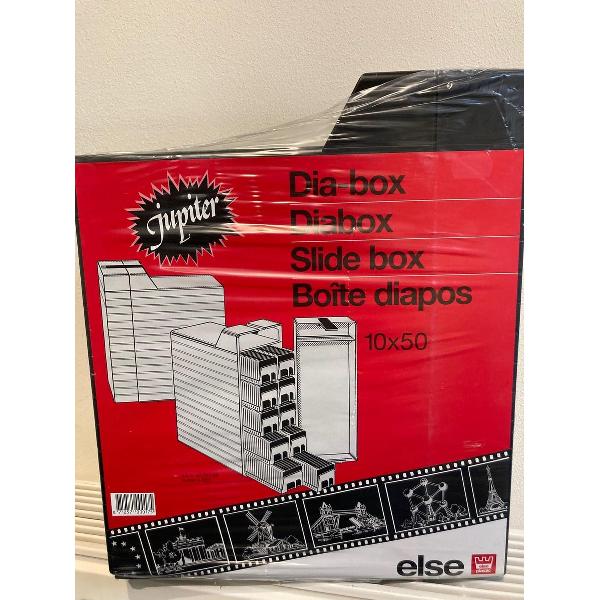 jupiter
Dia-box
Diabox
Slide box
Boîte diapos
10x50
else